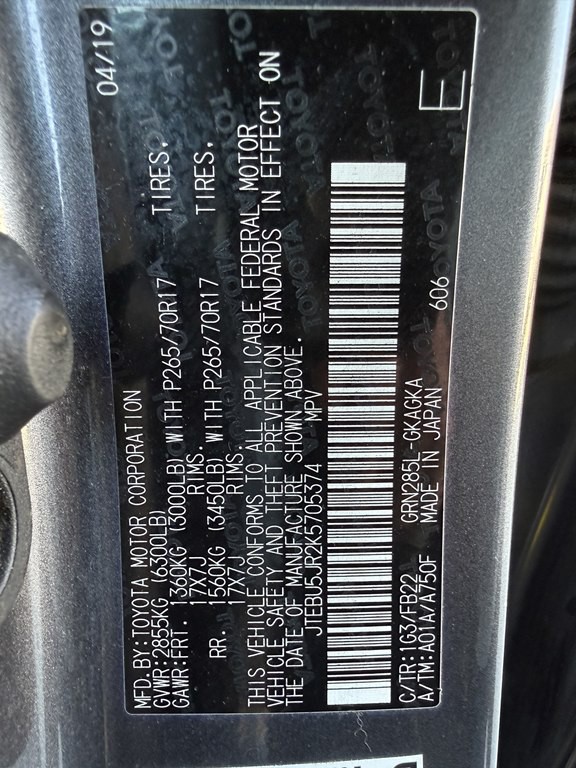 MFD.BY:TOYOTA MOTOR CORPORATION 04/19
GVWR:2855KG (6300LB)
GAWR:FRT. 1360KG (3000LB) WITH P265/70R17 TIRES,
17X7J RIMS.
RR. 1560KG (3450LB) WITH P265/70R17 TIRES,
17X7J RIMS.
THIS VEHICLE CONFORMS TO ALL APPLICABLE FEDERAL MOTOR
VEHICLE SAFETY AND THEFT PREVENTION STANDARDS IN EFFECT ON
THE DATE OF MANUFACTURE SHOWN ABOVE.
JTEBU5JR2K5705374 MPV
C/TR:1G3/FB22 GRN285L-GKAGKA
A/TM:A01A/A750F MADE IN JAPAN 606
E